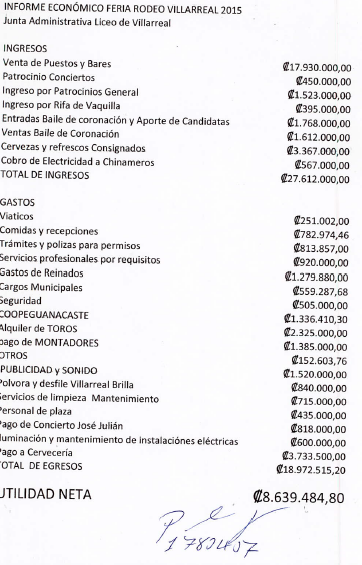 INFORME ECONÓMICO FERIA RODEO VILLARREAL 2015
Junta Administrativa Liceo de Villarreal
INGRESOS
Venta de Puestos y Bares ₡17.930.000,00
Patrocinio Conciertos ₡450.000,00
Ingreso por Patrocinios General ₡1.523.000,00
Ingreso por Rifa de Vaquilla ₡395.000,00
Entradas Baile de coronación y Aporte de Candidatas ₡1.768.000,00
Ventas Baile de Coronación ₡1.612.000,00
Cervezas y refrescos Consignados ₡3.367.000,00
Cobro de Electricidad a Chinameros ₡567.000,00
TOTAL DE INGRESOS ₡27.612.000,00
GASTOS
Viaticos ₡251.002,00
Comidas y recepciones ₡782.974,46
Trámites y polizas para permisos ₡813.857,00
Servicios profesionales por requisitos ₡920.000,00
Gastos de Reinados ₡1.279.880,00
Cargos Municipales ₡559.287,68
Seguridad ₡505.000,00
COOPEGUANACASTE ₡1.336.410,30
Alquiler de TOROS ₡2.325.000,00
pago de MONTADORES ₡1.385.000,00
OTROS ₡152.603,76
PUBLICIDAD y SONIDO ₡1.520.000,00
Polvora y desfile Villarreal Brilla ₡840.000,00
Servicios de limpieza Mantenimiento ₡715.000,00
Personal de plaza ₡435.000,00
Pago de Concierto José Julián ₡818.000,00
luminación y mantenimiento de instalaciónes eléctricas ₡600.000,00
Pago a Cervecería ₡3.733.500,00
TOTAL DE EGRESOS ₡18.972.515,20
UTILIDAD NETA ₡8.639.484,80